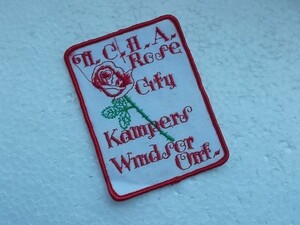 N.C.H.A.
Rose
City
Kampers
Windsor
Ont.